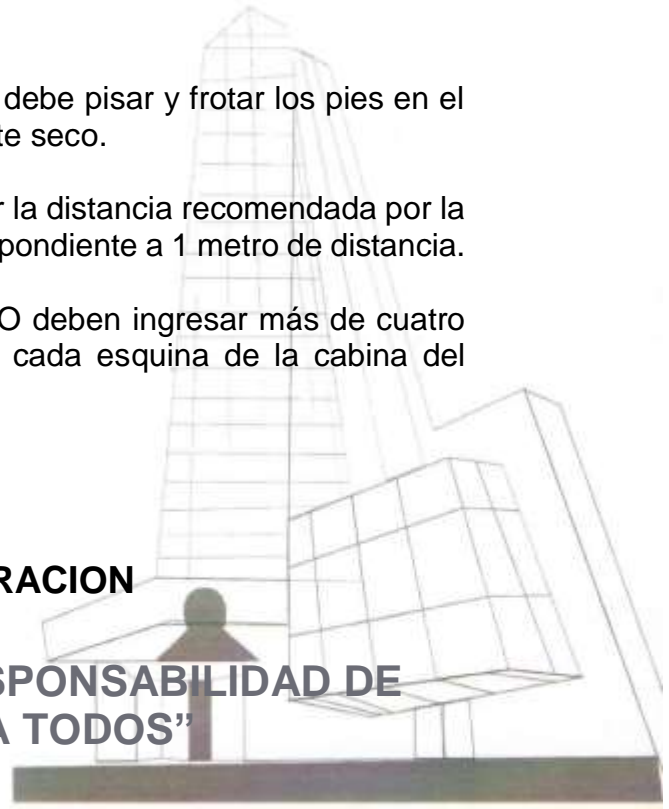 debe pisar y frotar los pies en el
te seco.
r la distancia recomendada por la
pondiente a 1 metro de distancia.
O deben ingresar más de cuatro
cada esquina de la cabina del
RACION
SPONSABILIDAD DE
A TODOS”